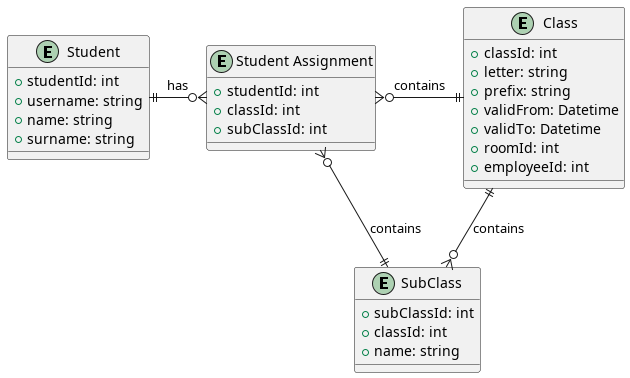 E Student
+ studentId: int
+ username: string
+ name: string
+ surname: string
has
E Student Assignment
+ studentId: int
+ classId: int
+ subClassId: int
contains
E Class
+ classId: int
+ letter: string
+ prefix: string
+ validFrom: Datetime
+ validTo: Datetime
+ roomId: int
+ employeeId: int
contains
contains
E SubClass
+ subClassId: int
+ classId: int
+ name: string